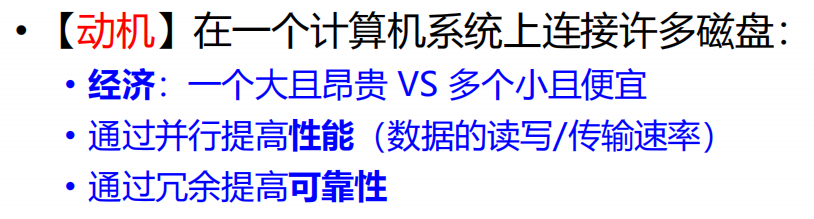 • 【动机】在一个计算机系统上连接许多磁盘：
• 经济：一个大且昂贵 VS 多个小且便宜
• 通过并行提高性能（数据的读写/传输速率）
• 通过冗余提高可靠性